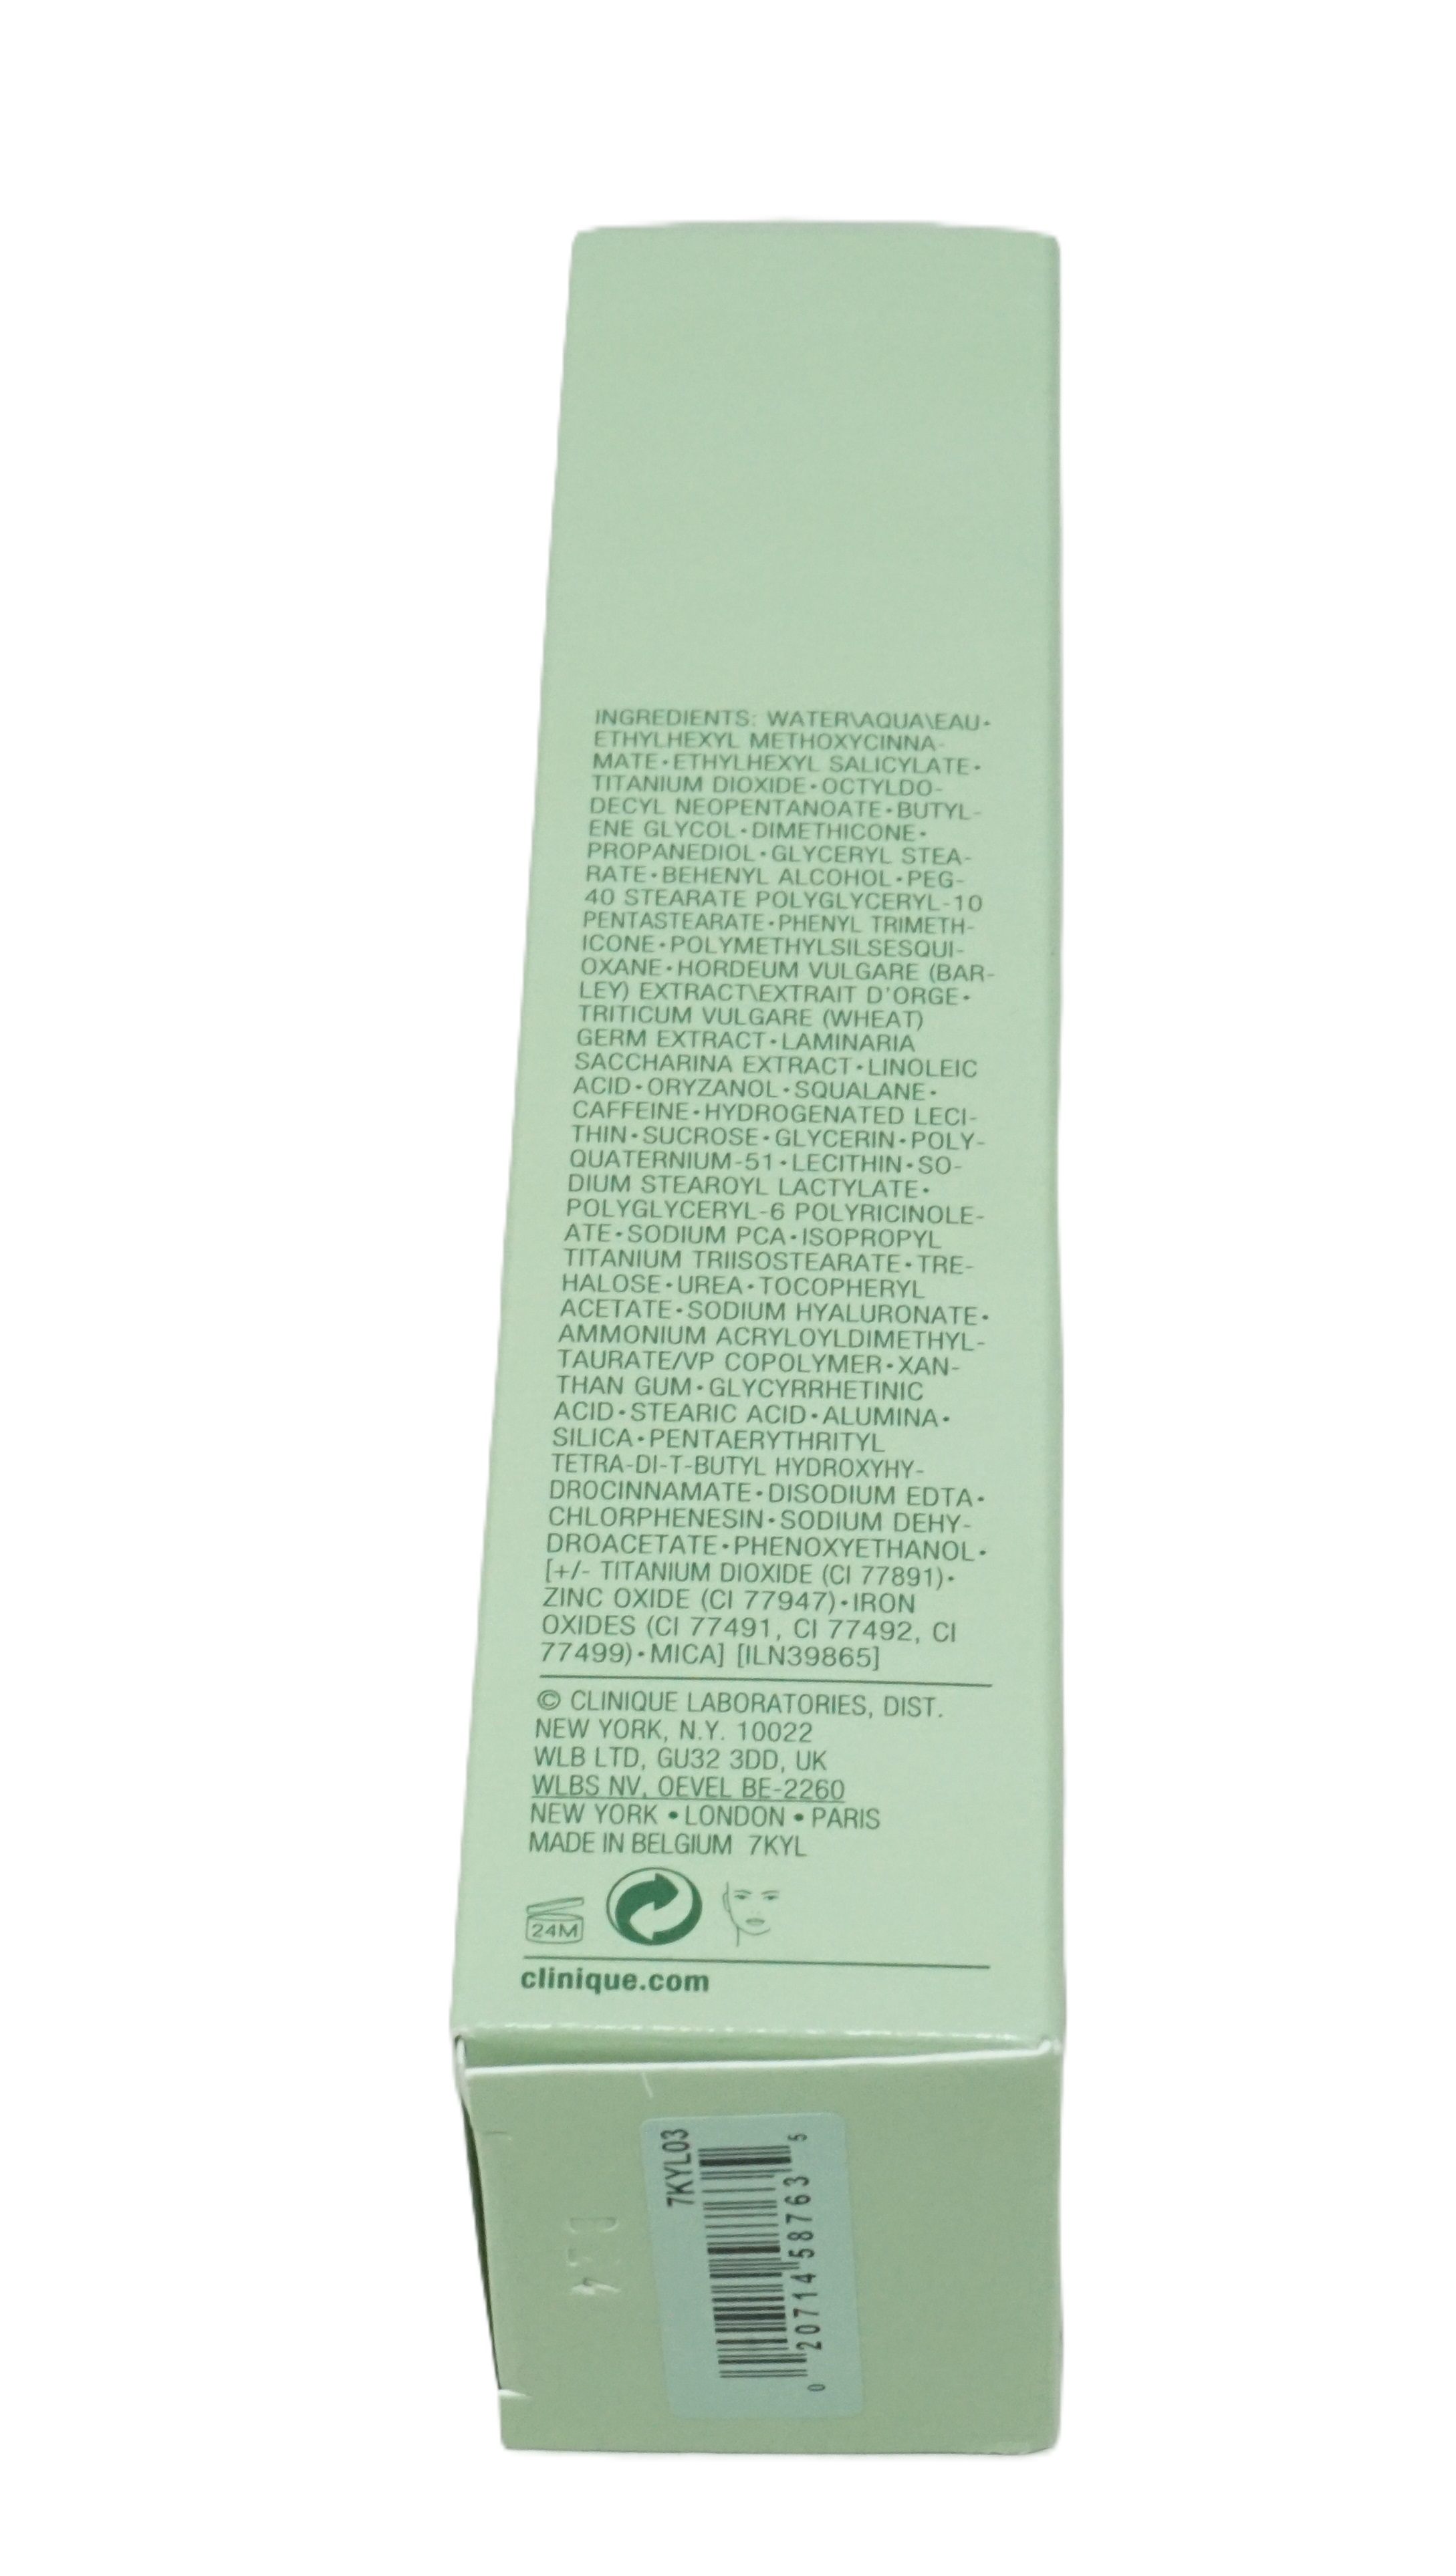 INGREDIENTS: WATER\AQUA\EAU•
ETHYLHEXYL METHOXYCINNA-
MATE•ETHYLHEXYL SALICYLATE•
TITANIUM DIOXIDE•OCTYLDO-
DECYL NEOPENTANOATE•BUTYL-
ENE GLYCOL•DIMETHICONE•
PROPANEDIOL•GLYCERYL STEA-
RATE•BEHENYL ALCOHOL•PEG-
40 STEARATE POLYGLYCERYL-10
PENTASTEARATE•PHENYL TRIMETH-
ICONE•POLYMETHYLSILSESQUI-
OXANE•HORDEUM VULGARE (BAR-
LEY) EXTRACT\EXTRAIT D'ORGE•
TRITICUM VULGARE (WHEAT)
GERM EXTRACT•LAMINARIA
SACCHARINA EXTRACT•LINOLEIC
ACID•ORYZANOL•SQUALANE•
CAFFEINE•HYDROGENATED LECI-
THIN•SUCROSE•GLYCERIN•POLY-
QUATERNIUM-51•LECITHIN•SO-
DIUM STEAROYL LACTYLATE•
POLYGLYCERYL-6 POLYRICINOLE-
ATE•SODIUM PCA•ISOPROPYL
TITANIUM TRIISOSTEARATE•TRE-
HALOSE•UREA•TOCOPHERYL
ACETATE•SODIUM HYALURONATE•
AMMONIUM ACRYLOYLDIMETHYL-
TAURATE/VP COPOLYMER•XAN-
THAN GUM•GLYCYRRHETINIC
ACID•STEARIC ACID•ALUMINA•
SILICA•PENTAERYTHRITYL
TETRA-DI-T-BUTYL HYDROXYHY-
DROCINNAMATE•DISODIUM EDTA•
CHLORPHENESIN•SODIUM DEHY-
DROACETATE•PHENOXYETHANOL•
[+/- TITANIUM DIOXIDE (CI 77891)•
ZINC OXIDE (CI 77947)•IRON
OXIDES (CI 77491, CI 77492, CI
77499)•MICA] [ILN39865]
© CLINIQUE LABORATORIES, DIST.
NEW YORK, N.Y. 10022
WLB LTD, GU32 3DD, UK
WLBS NV, OEVEL BE-2260
NEW YORK • LONDON • PARIS
MADE IN BELGIUM 7KYL
24M
clinique.com
7KYL03
0 20714 58763 5